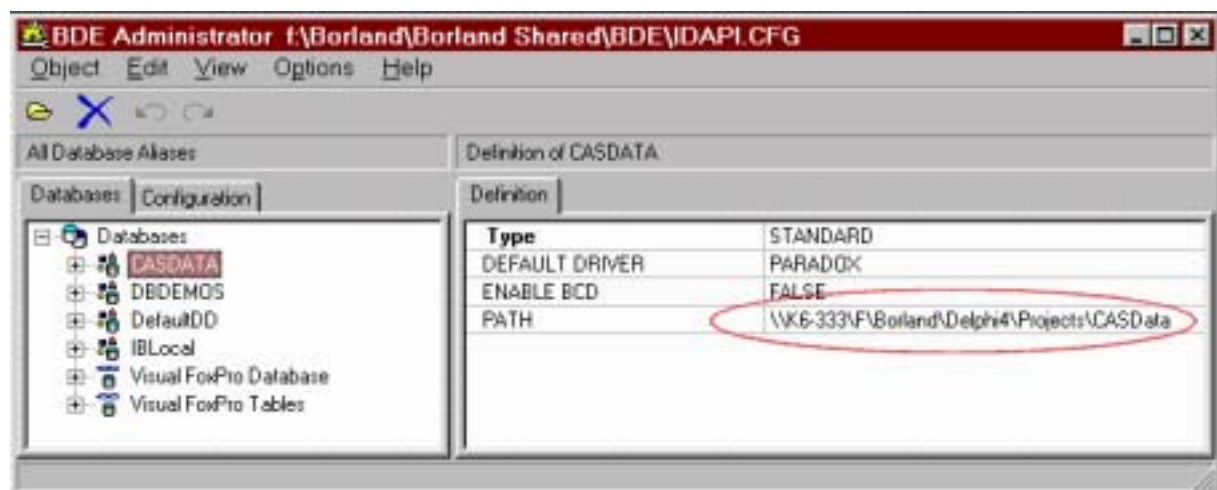 BDE Administrator f:\Borland\Borland Shared\BDE\IDAPI.CFG
Object Edit View Options Help
All Database Aliases
Definition of CASDATA
Databases Configuration
Definition
Databases
CASDATA
DBDEMOS
DefaultDD
IBLocal
Visual FoxPro Database
Visual FoxPro Tables
Type STANDARD
DEFAULT DRIVER PARADOX
ENABLE BCD FALSE
PATH \\K6-333\F\Borland\Delphi4\Projects\CASData